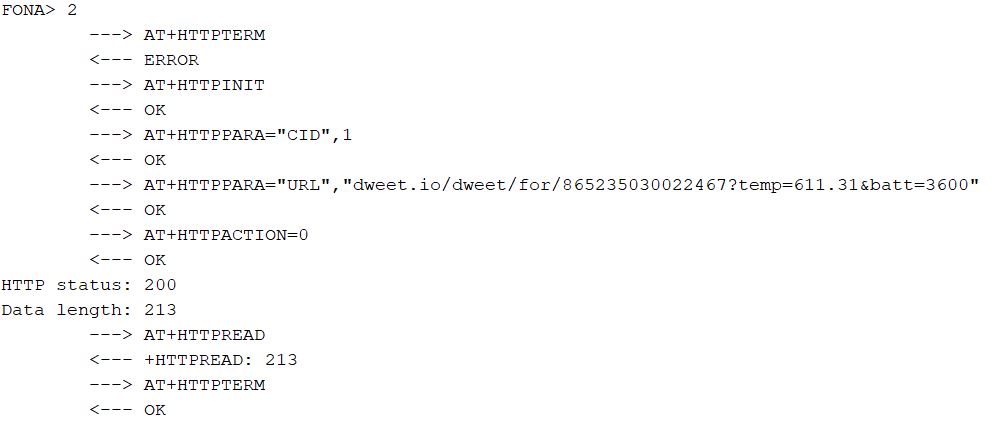 FONA> 2
---> AT+HTTPTERM
<--- ERROR
---> AT+HTTPINIT
<--- OK
---> AT+HTTPPARA="CID",1
<--- OK
---> AT+HTTPPARA="URL","dweet.io/dweet/for/865235030022467?temp=611.31&batt=3600"
<--- OK
---> AT+HTTPACTION=0
<--- OK
HTTP status: 200
Data length: 213
---> AT+HTTPREAD
<--- +HTTPREAD: 213
---> AT+HTTPTERM
<--- OK